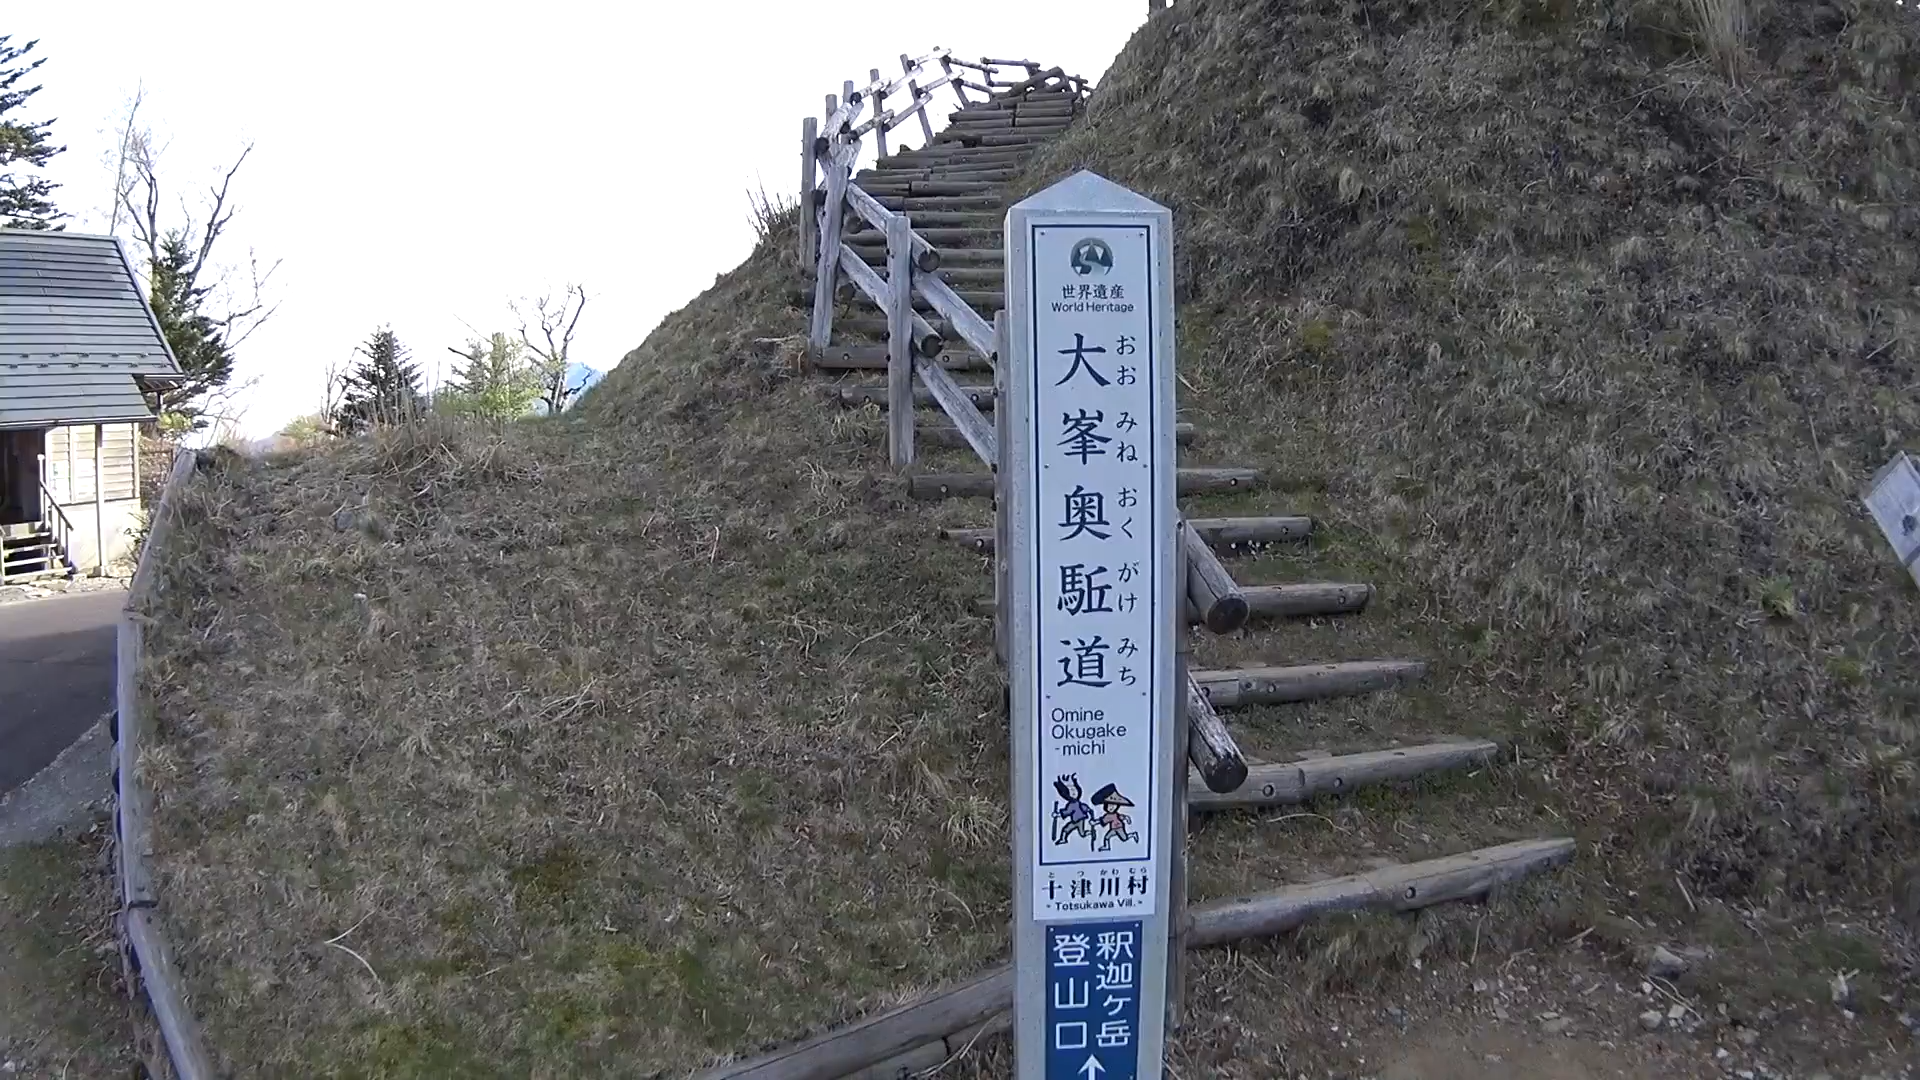 世界遺産
World Heritage
大峯奥駈道
おおみねおくがけみち
Omine
Okugake
-michi
とつかわむら
十津川村
- Totsukawa Vill. -
釈迦ヶ岳
登山口
↑